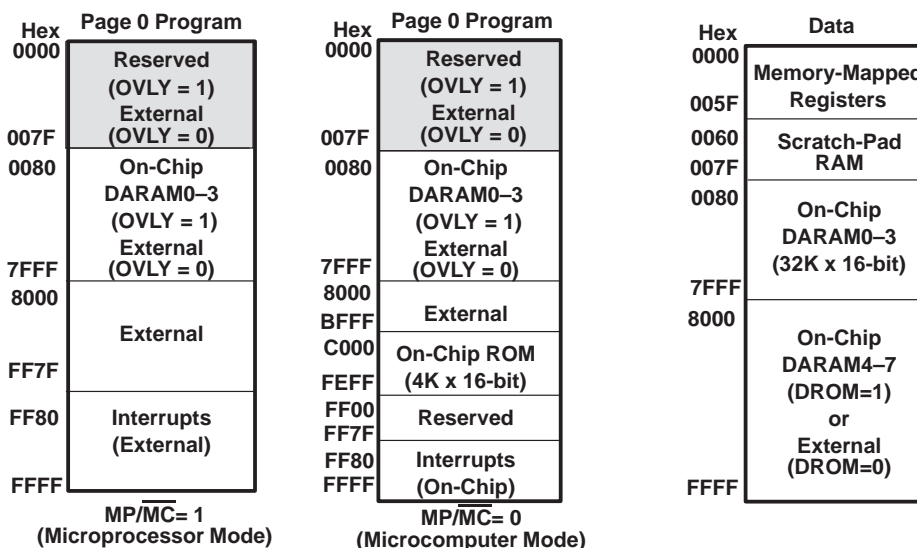 Hex
Page 0 Program
0000
Reserved
(OVLY = 1)
External
(OVLY = 0)
007F
0080
On-Chip
DARAM0–3
(OVLY = 1)
External
(OVLY = 0)
7FFF
8000
External
FF7F
FF80
Interrupts
(External)
FFFF
MP/MC= 1
(Microprocessor Mode)
Hex
Page 0 Program
0000
Reserved
(OVLY = 1)
External
(OVLY = 0)
007F
0080
On-Chip
DARAM0–3
(OVLY = 1)
External
(OVLY = 0)
7FFF
8000
External
BFFF
C000
On-Chip ROM
(4K x 16-bit)
FEFF
FF00
Reserved
FF7F
FF80
Interrupts
(On-Chip)
FFFF
MP/MC= 0
(Microcomputer Mode)
Hex
Data
0000
Memory-Mapped
Registers
005F
0060
Scratch-Pad
RAM
007F
0080
On-Chip
DARAM0–3
(32K x 16-bit)
7FFF
8000
On-Chip
DARAM4–7
(DROM=1)
or
External
(DROM=0)
FFFF